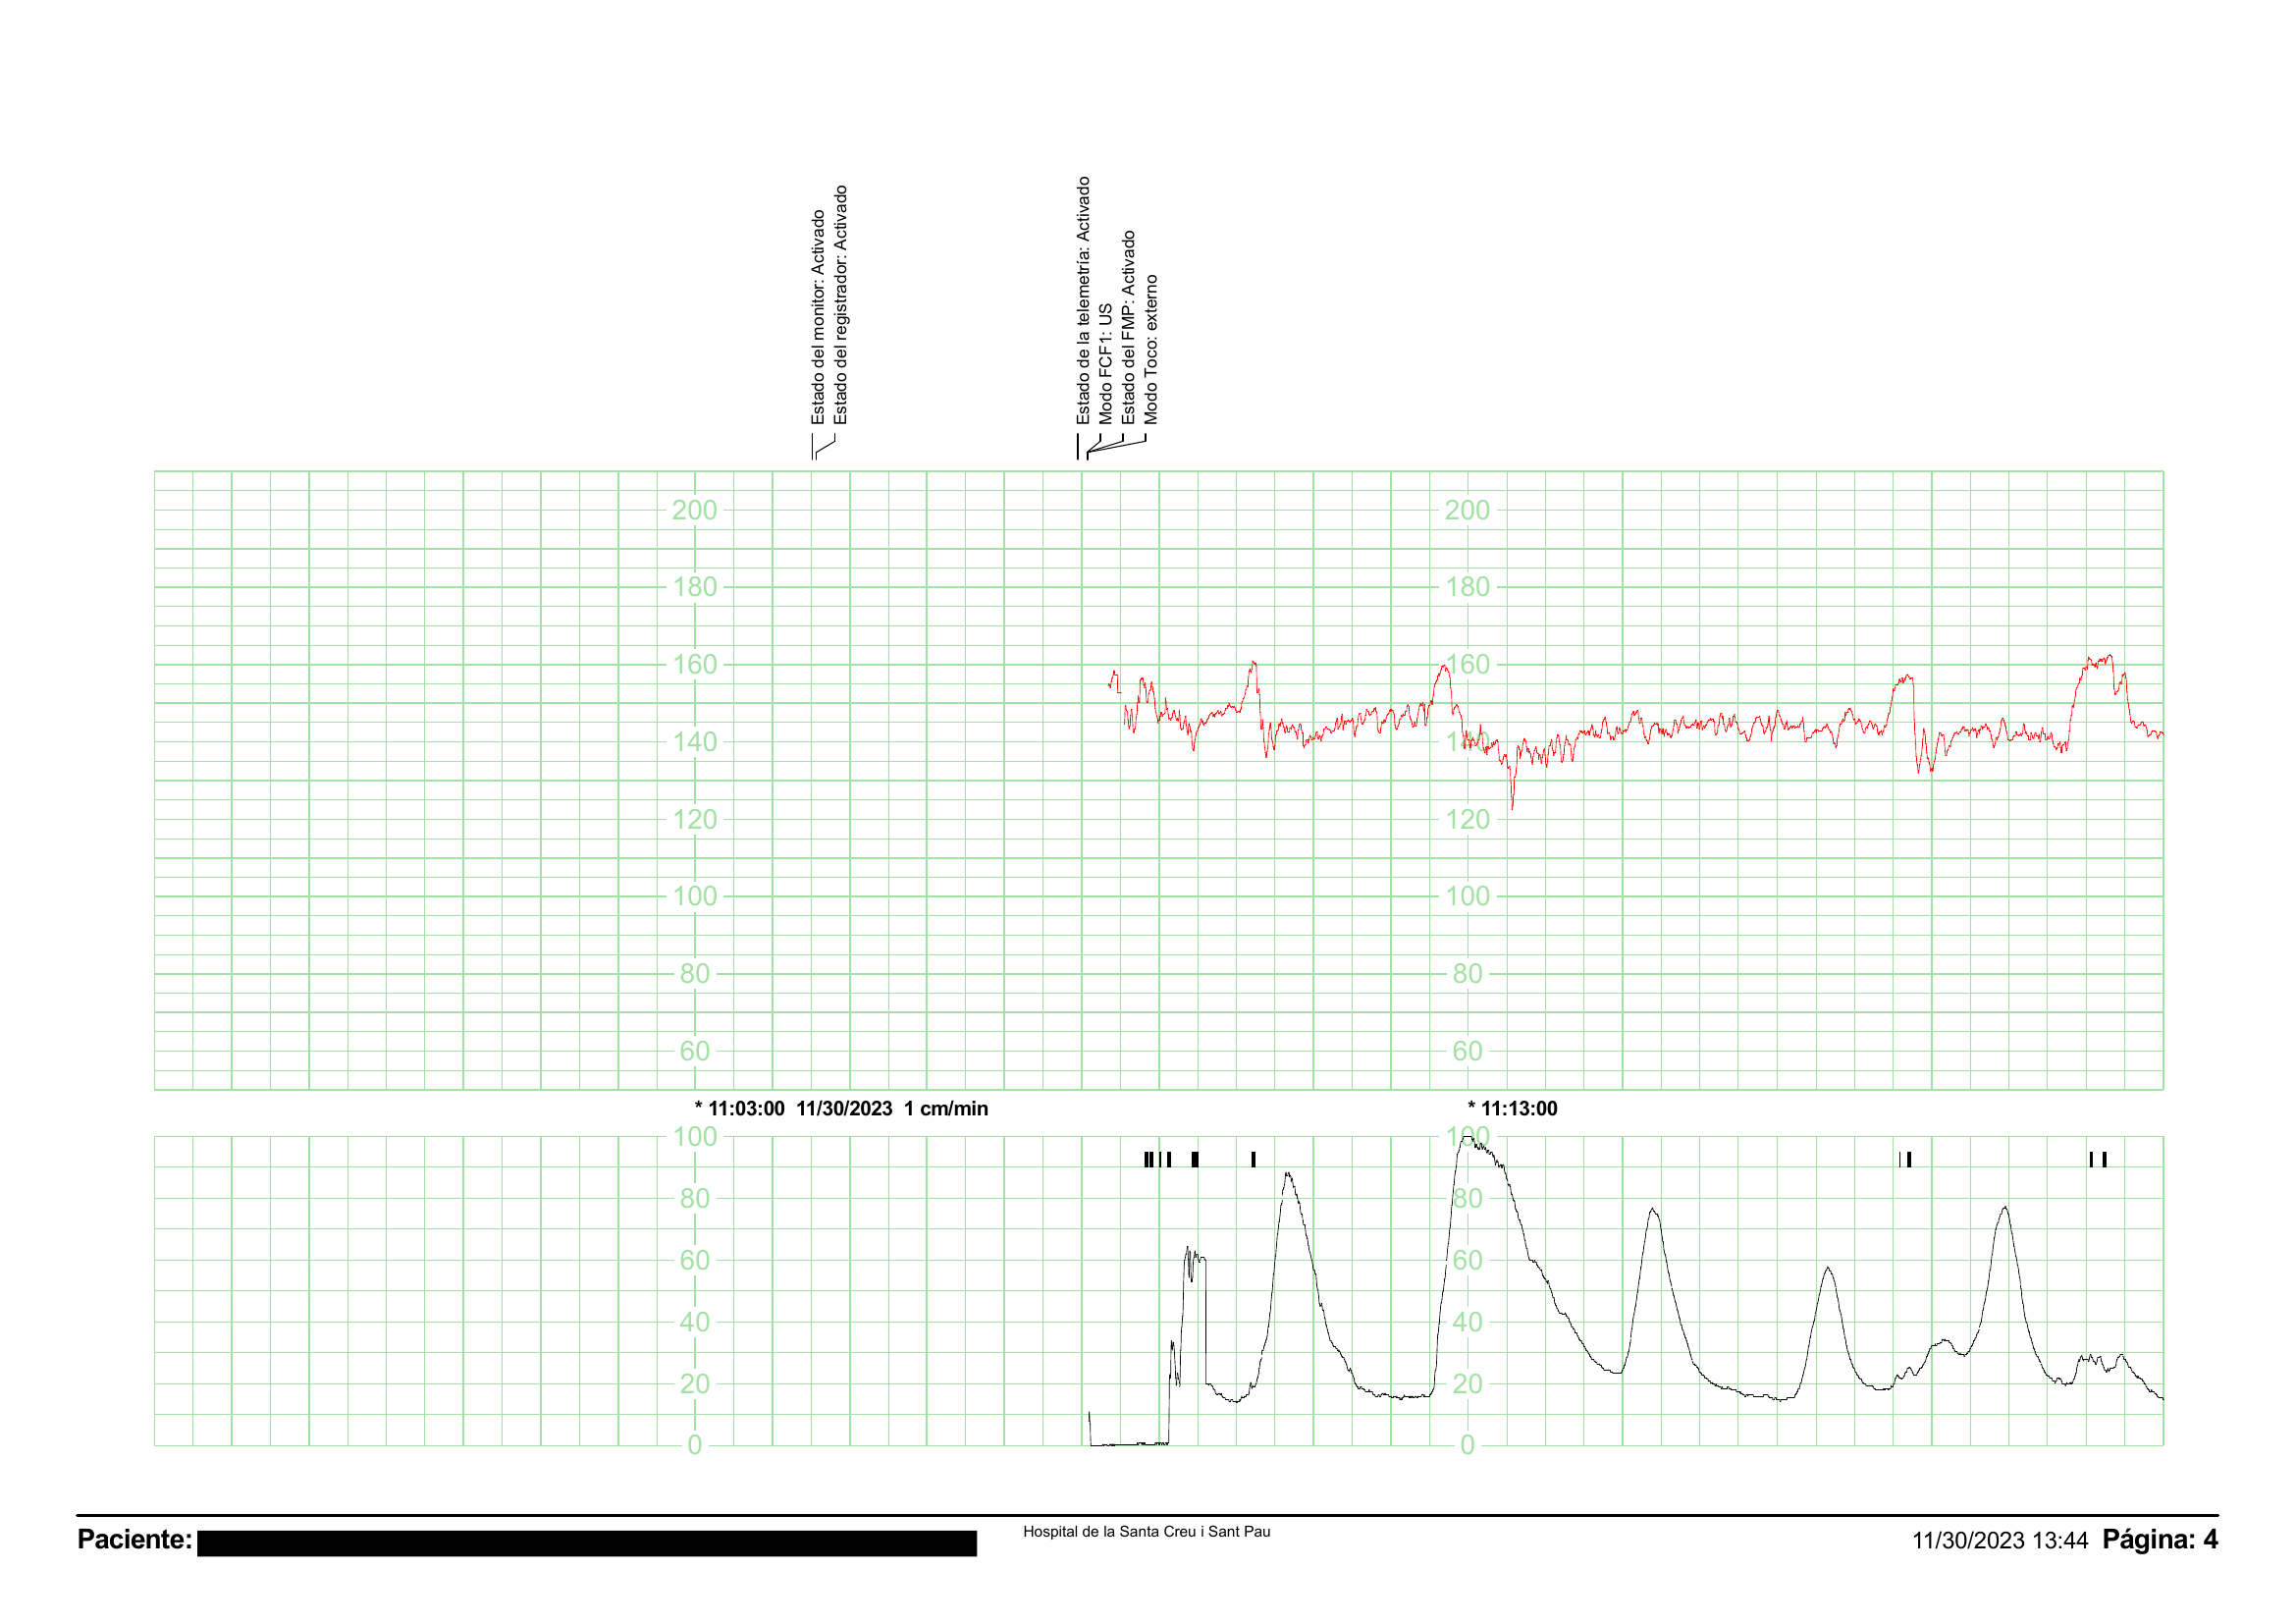 Estado del monitor: Activado
Estado del registrador: Activado
Estado de la telemetría: Activado
Modo FCF1: US
Estado del FMP: Activado
Modo Toco: externo
200 200
180 180
160 160
140 140
120 120
100 100
80 80
60 60
* 11:03:00 11/30/2023 1 cm/min * 11:13:00
100 100
80 80
60 60
40 40
20 20
0 0
Paciente: Hospital de la Santa Creu i Sant Pau 11/30/2023 13:44 Página: 4